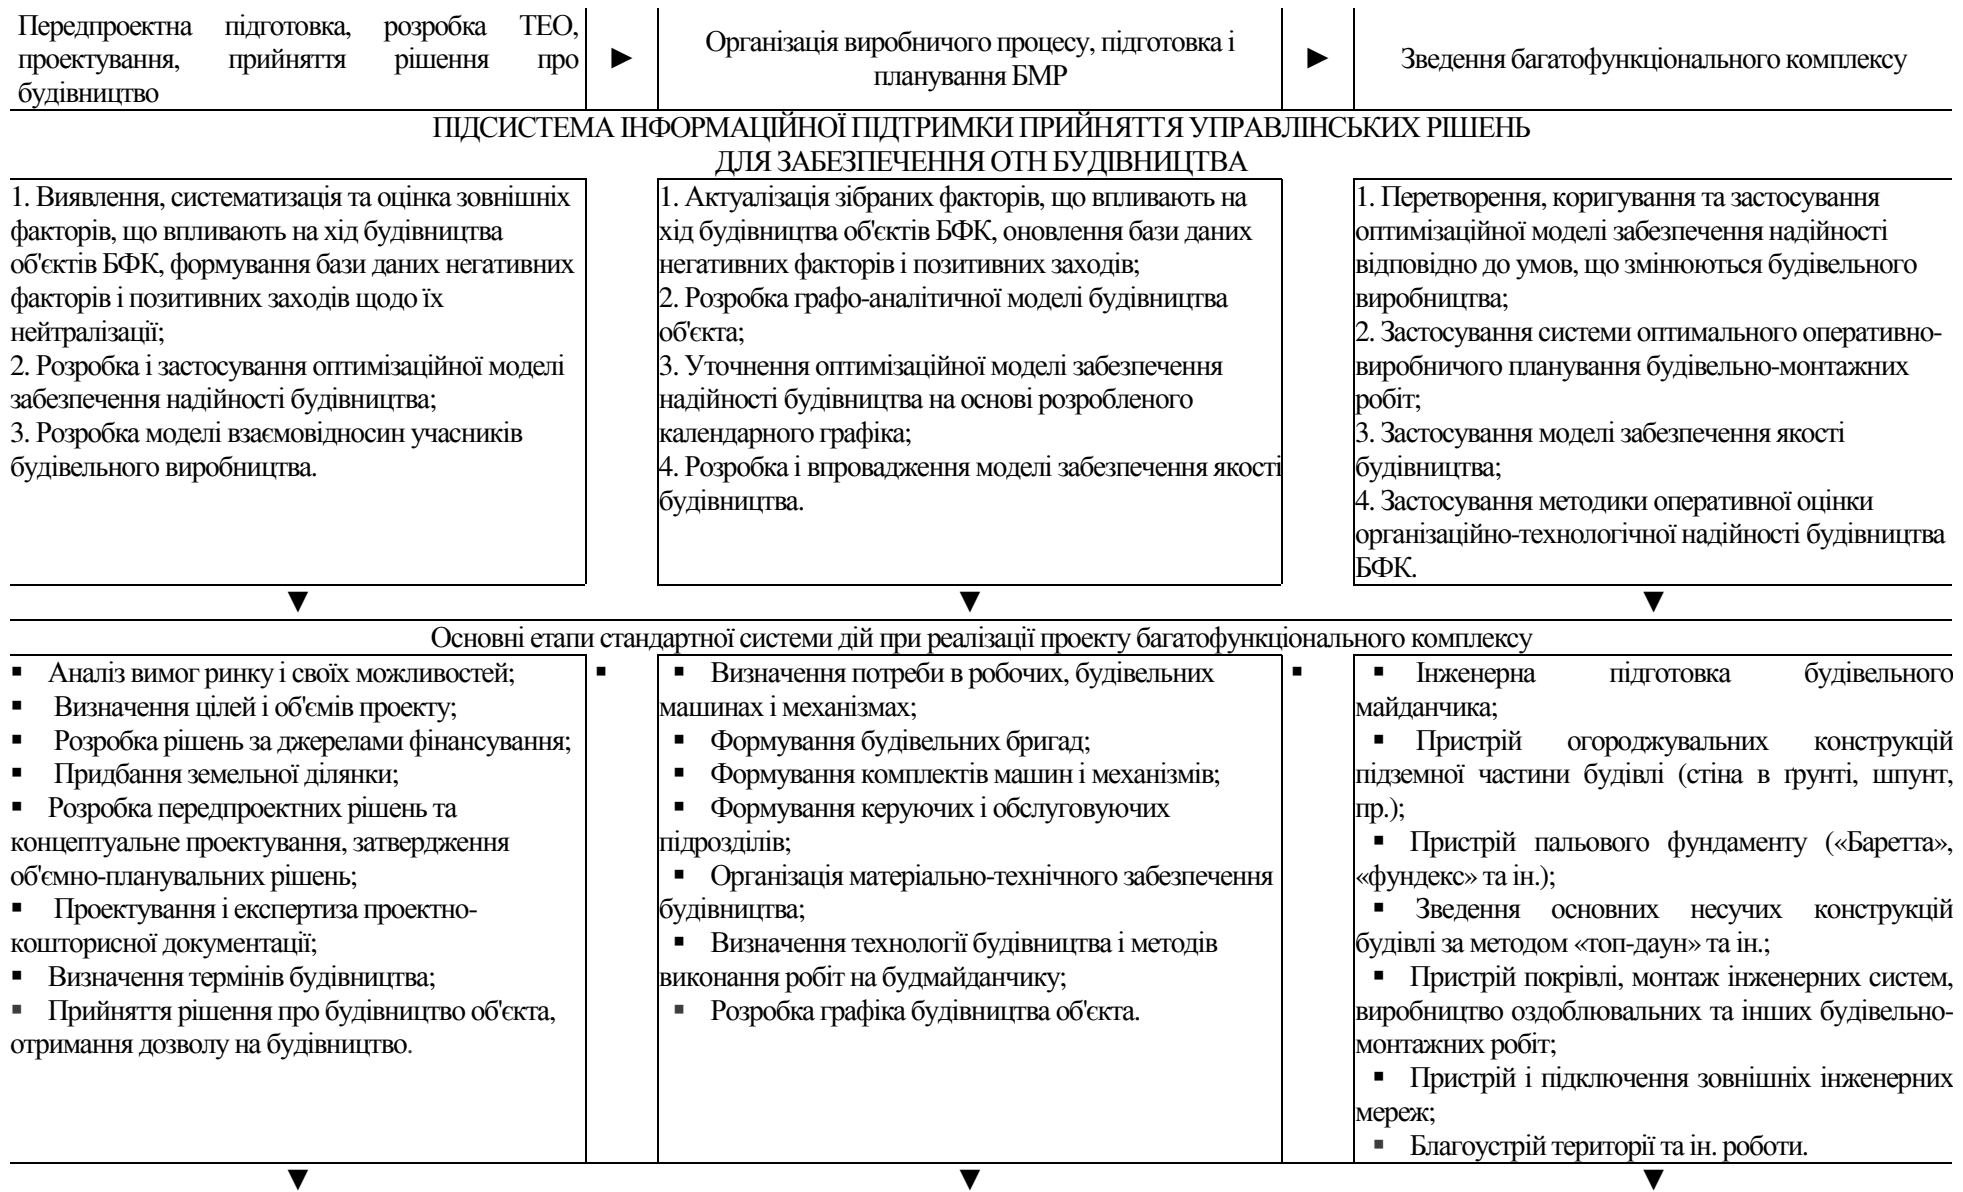 Передпроектна підготовка, розробка ТЕО,
проектування, прийняття рішення про
будівництво
►
Організація виробничого процесу, підготовка і
планування БМР
►
Зведення багатофункціонального комплексу
ПІДСИСТЕМА ІНФОРМАЦІЙНОЇ ПІДТРИМКИ ПРИЙНЯТТЯ УПРАВЛІНСЬКИХ РІШЕНЬ
ДЛЯ ЗАБЕЗПЕЧЕННЯ ОТН БУДІВНИЦТВА
1. Виявлення, систематизація та оцінка зовнішніх
факторів, що впливають на хід будівництва
об'єктів БФК, формування бази даних негативних
факторів і позитивних заходів щодо їх
нейтралізації;
2. Розробка і застосування оптимізаційної моделі
забезпечення надійності будівництва;
3. Розробка моделі взаємовідносин учасників
будівельного виробництва.
1. Актуалізація зібраних факторів, що впливають на
хід будівництва об'єктів БФК, оновлення бази даних
негативних факторів і позитивних заходів;
2. Розробка графо-аналітичної моделі будівництва
об'єкта;
3. Уточнення оптимізаційної моделі забезпечення
надійності будівництва на основі розробленого
календарного графіка;
4. Розробка і впровадження моделі забезпечення якості
будівництва.
1. Перетворення, коригування та застосування
оптимізаційної моделі забезпечення надійності
відповідно до умов, що змінюються будівельного
виробництва;
2. Застосування системи оптимального оперативно-
виробничого планування будівельно-монтажних
робіт;
3. Застосування моделі забезпечення якості
будівництва;
4. Застосування методики оперативної оцінки
організаційно-технологічної надійності будівництва
БФК.
▼ ▼ ▼
Основні етапи стандартної системи дій при реалізації проекту багатофункціонального комплексу
▪ Аналіз вимог ринку і своїх можливостей;
▪ Визначення цілей і об'ємів проекту;
▪ Розробка рішень за джерелами фінансування;
▪ Придбання земельної ділянки;
▪ Розробка передпроектних рішень та
концептуальне проектування, затвердження
об'ємно-планувальних рішень;
▪ Проектування і експертиза проектно-
кошторисної документації;
▪ Визначення термінів будівництва;
▪ Прийняття рішення про будівництво об'єкта,
отримання дозволу на будівництво.
▪
▪ Визначення потреби в робочих, будівельних
машинах і механізмах;
▪ Формування будівельних бригад;
▪ Формування комплектів машин і механізмів;
▪ Формування керуючих і обслуговуючих
підрозділів;
▪ Організація матеріально-технічного забезпечення
будівництва;
▪ Визначення технології будівництва і методів
виконання робіт на будмайданчику;
▪ Розробка графіка будівництва об'єкта.
▪
▪ Інженерна підготовка будівельного
майданчика;
▪ Пристрій огороджувальних конструкцій
підземної частини будівлі (стіна в ґрунті, шпунт,
пр.);
▪ Пристрій пальового фундаменту («Баретта»,
«фундекс» та ін.);
▪ Зведення основних несучих конструкцій
будівлі за методом «топ-даун» та ін.;
▪ Пристрій покрівлі, монтаж інженерних систем,
виробництво оздоблювальних та інших будівельно-
монтажних робіт;
▪ Пристрій і підключення зовнішніх інженерних
мереж;
▪ Благоустрій території та ін. роботи.
▼ ▼ ▼